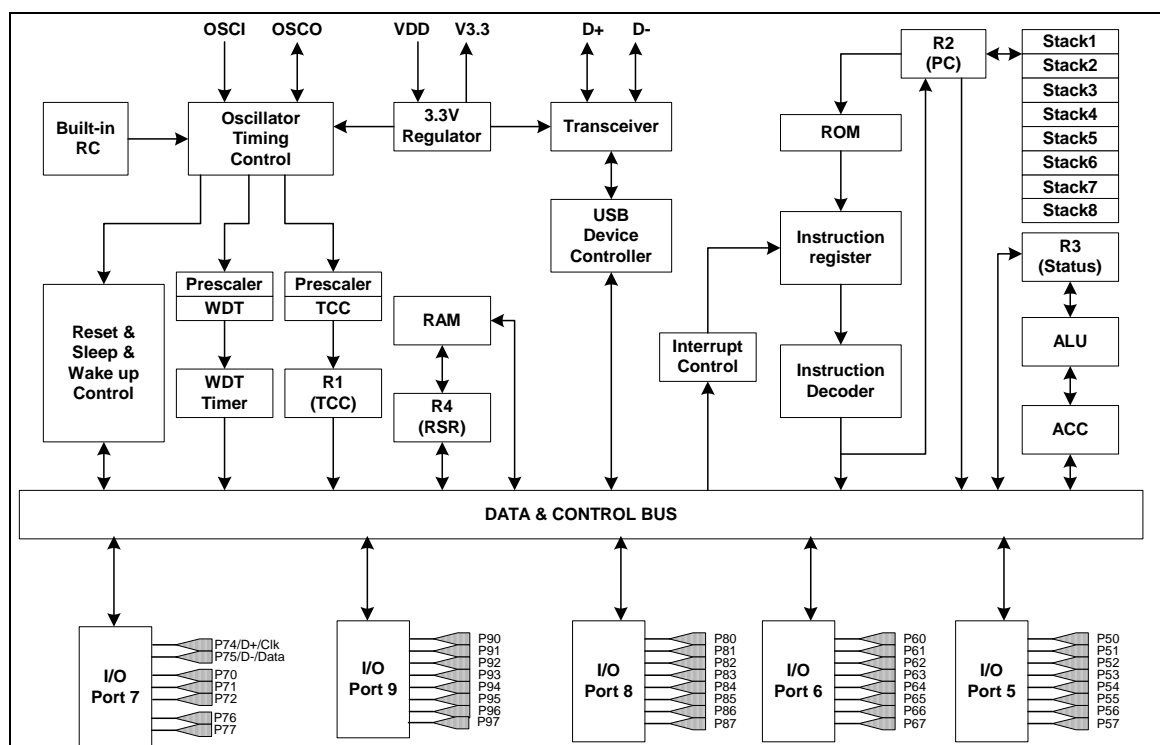 OSCI
OSCO
VDD
V3.3
D+
D-
R2
(PC)
Stack1
Stack2
Stack3
Stack4
Stack5
Stack6
Stack7
Stack8
Built-in
RC
Oscillator
Timing
Control
3.3V
Regulator
Transceiver
ROM
USB
Device
Controller
Instruction
register
R3
(Status)
Reset &
Sleep &
Wake up
Control
Prescaler
WDT
Prescaler
TCC
RAM
Interrupt
Control
ALU
WDT
Timer
R1
(TCC)
R4
(RSR)
Instruction
Decoder
ACC
DATA & CONTROL BUS
I/O
Port 7
P74/D+/Clk
P75/D-/Data
P70
P71
P72
P76
P77
I/O
Port 9
P90
P91
P92
P93
P94
P95
P96
P97
I/O
Port 8
P80
P81
P82
P83
P84
P85
P86
P87
I/O
Port 6
P60
P61
P62
P63
P64
P65
P66
P67
I/O
Port 5
P50
P51
P52
P53
P54
P55
P56
P57